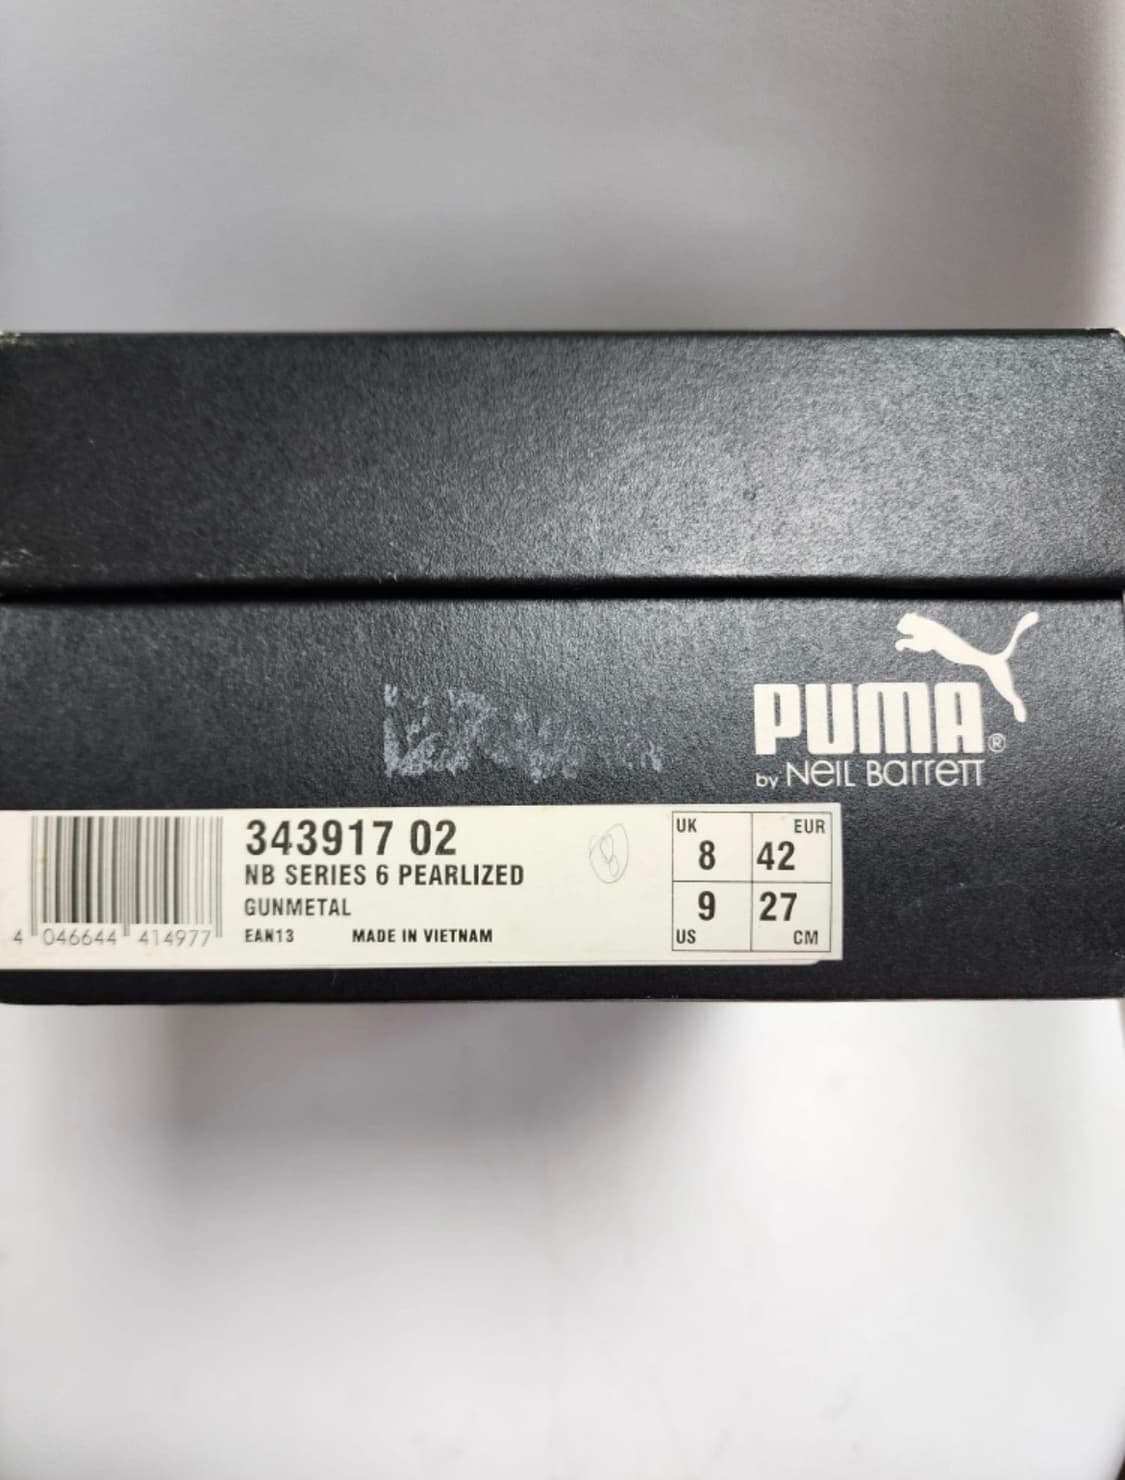 PUMA®
by Neil Barrett
343917 02
NB SERIES 6 PEARLIZED
GUNMETAL
EAN13 MADE IN VIETNAM
4 046644 414977
8
UK EUR
8 42
9 27
US CM